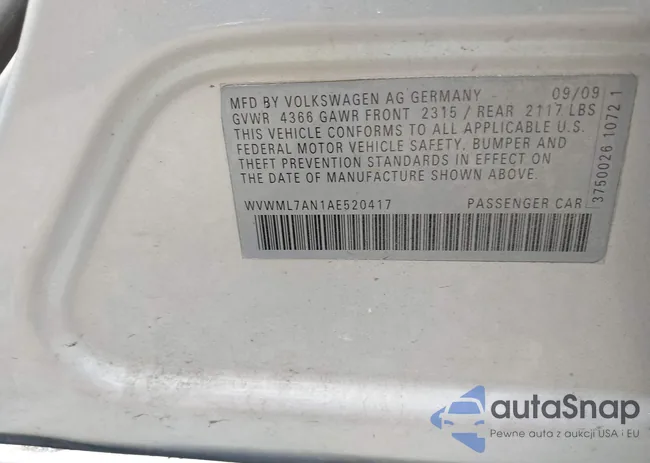 MFD BY VOLKSWAGEN AG GERMANY 09/09
GVWR 4366 GAWR FRONT 2315 / REAR 2117 LBS
THIS VEHICLE CONFORMS TO ALL APPLICABLE U.S.
FEDERAL MOTOR VEHICLE SAFETY, BUMPER AND
THEFT PREVENTION STANDARDS IN EFFECT ON
THE DATE OF MANUFACTURE SHOWN ABOVE.
WVWML7AN1AE520417 PASSENGER CAR
3750026 1072 1
autaSnap
Pewne auta z aukcji USA i EU